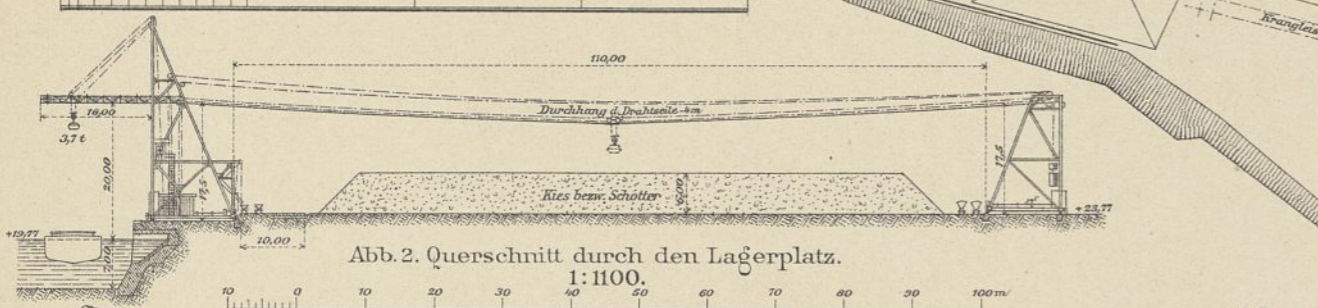 Krangleis
110,00
Durchhang d. Drahtseile ~4m
16,00
3,7 t
20,00
17,5
17,5
Kies bezw. Schotter
6,00
+23,77
+19,77
10,00
2,00
Abb. 2. Querschnitt durch den Lagerplatz.
1:1100.
10 0 10 20 30 40 50 60 70 80 90 100 m